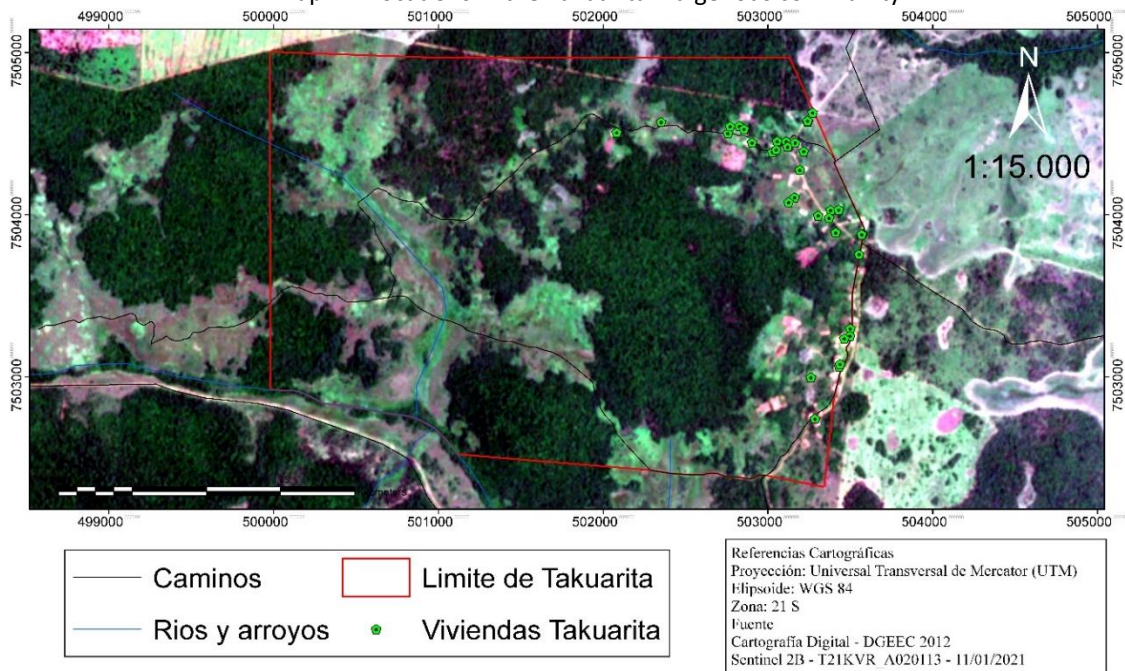 499000 500000 501000 502000 503000 504000 505000
7505000 7505000
N
1:15.000
7504000 7504000
7503000 7503000
499000 500000 501000 502000 503000 504000 505000
Caminos
Limite de Takuarita
Rios y arroyos
Viviendas Takuarita
Referencias Cartográficas
Proyección: Universal Transversal de Mercator (UTM)
Elipsoide: WGS 84
Zona: 21 S
Fuente
Cartografía Digital - DGEEC 2012
Sentinel 2B - T21KVR_A020113 - 11/01/2021